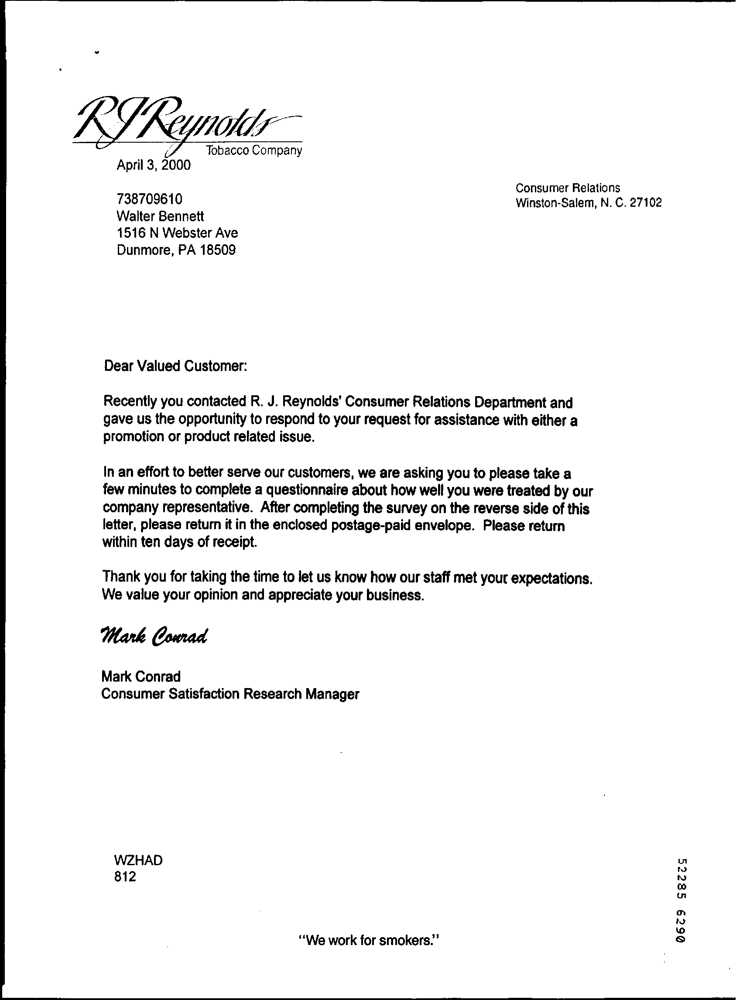 RJReynolds
Tobacco Company
April 3, 2000
738709610
Walter Bennett
1516 N Webster Ave
Dunmore, PA 18509
Consumer Relations
Winston-Salem, N. C. 27102
Dear Valued Customer:
Recently you contacted R. J. Reynolds' Consumer Relations Department and
gave us the opportunity to respond to your request for assistance with either a
promotion or product related issue.
In an effort to better serve our customers, we are asking you to please take a
few minutes to complete a questionnaire about how well you were treated by our
company representative. After completing the survey on the reverse side of this
letter, please return it in the enclosed postage-paid envelope. Please return
within ten days of receipt.
Thank you for taking the time to let us know how our staff met your expectations.
We value your opinion and appreciate your business.
Mark Conrad
Mark Conrad
Consumer Satisfaction Research Manager
WZHAD
812
52285 6290
"We work for smokers."